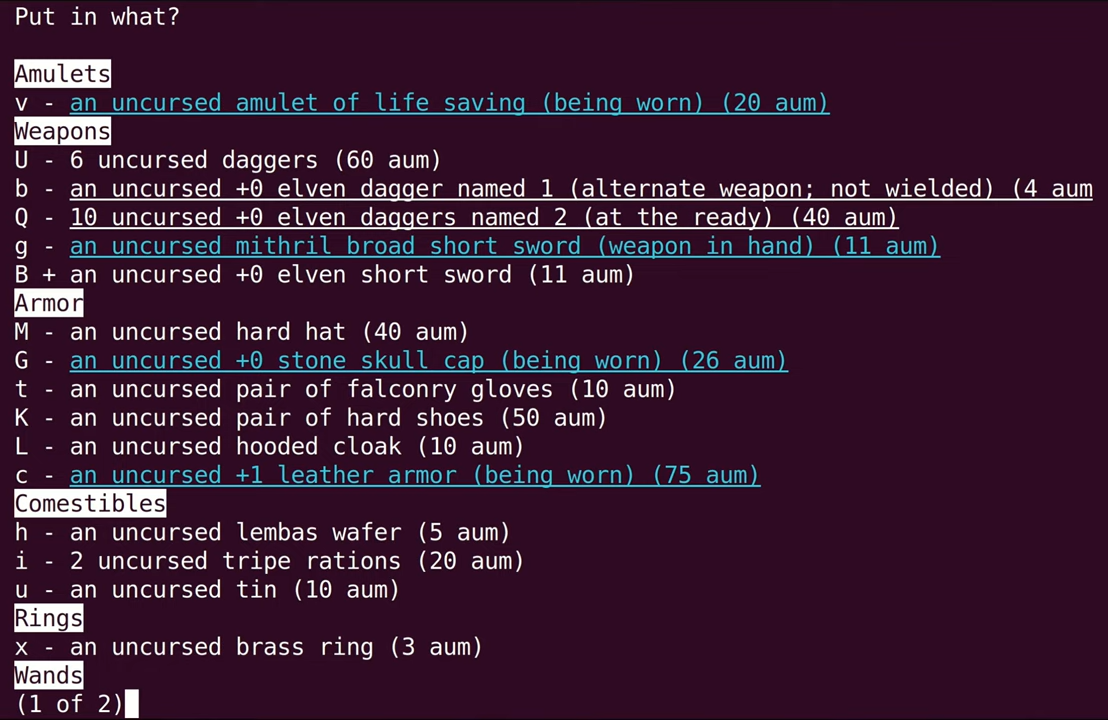 Put in what?
Amulets
v - an uncursed amulet of life saving (being worn) (20 aum)
Weapons
U - 6 uncursed daggers (60 aum)
b - an uncursed +0 elven dagger named 1 (alternate weapon; not wielded) (4 aum
Q - 10 uncursed +0 elven daggers named 2 (at the ready) (40 aum)
g - an uncursed mithril broad short sword (weapon in hand) (11 aum)
B + an uncursed +0 elven short sword (11 aum)
Armor
M - an uncursed hard hat (40 aum)
G - an uncursed +0 stone skull cap (being worn) (26 aum)
t - an uncursed pair of falconry gloves (10 aum)
K - an uncursed pair of hard shoes (50 aum)
L - an uncursed hooded cloak (10 aum)
c - an uncursed +1 leather armor (being worn) (75 aum)
Comestibles
h - an uncursed lembas wafer (5 aum)
i - 2 uncursed tripe rations (20 aum)
u - an uncursed tin (10 aum)
Rings
x - an uncursed brass ring (3 aum)
Wands
(1 of 2)